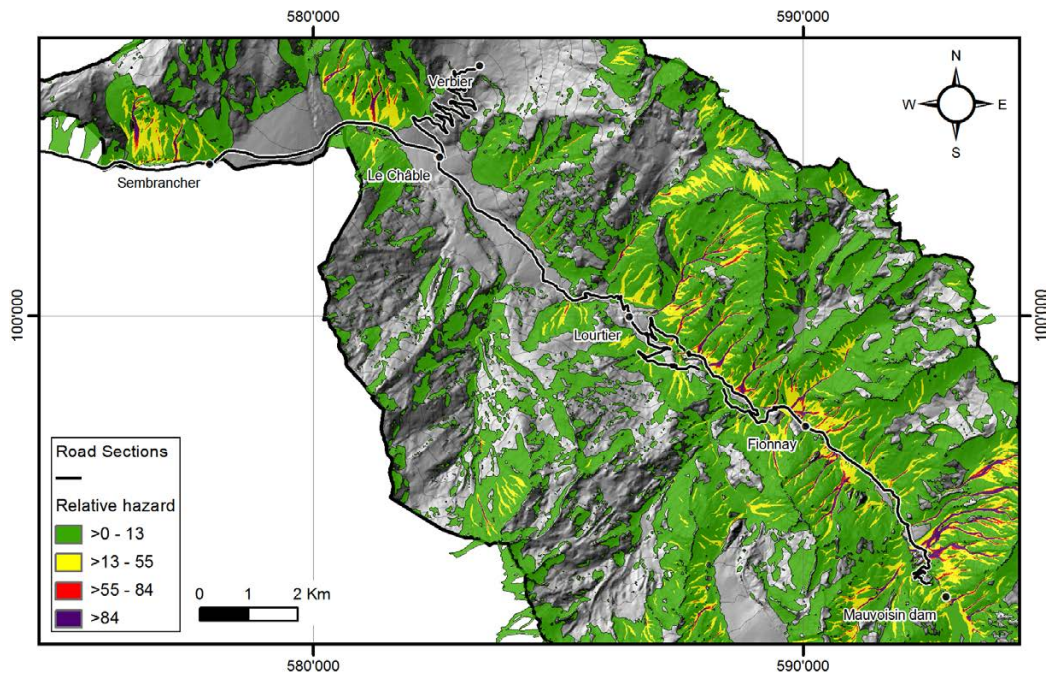 580'000
590'000
N
W
E
S
Verbier
Sembrancher
Le Châble
100'000
100'000
Lourtier
Fionnay
Mauvoisin dam
Road Sections
Relative hazard
>0 - 13
>13 - 55
>55 - 84
>84
0 1 2 Km
580'000
590'000